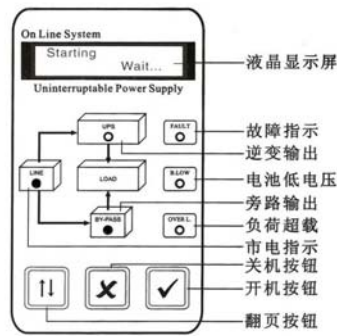 On Line System
Starting
Wait...
液晶显示屏
Uninterruptable Power Supply
UPS
FAULT
故障指示
逆变输出
LINE
LOAD
B.LOW
电池低电压
旁路输出
BY-PASS
OVER L.
负荷超载
市电指示
关机按钮
开机按钮
翻页按钮